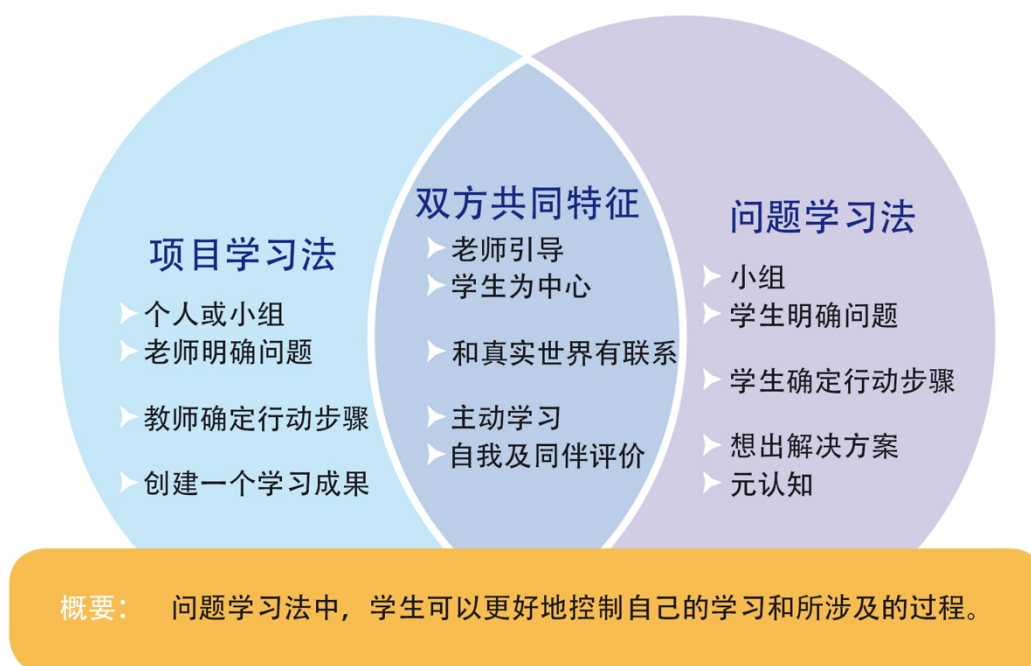 项目学习法
个人或小组
老师明确问题
教师确定行动步骤
创建一个学习成果
双方共同特征
老师引导
学生为中心
和真实世界有联系
主动学习
自我及同伴评价
问题学习法
小组
学生明确问题
学生确定行动步骤
想出解决方案
元认知
概要： 问题学习法中，学生可以更好地控制自己的学习和所涉及的过程。